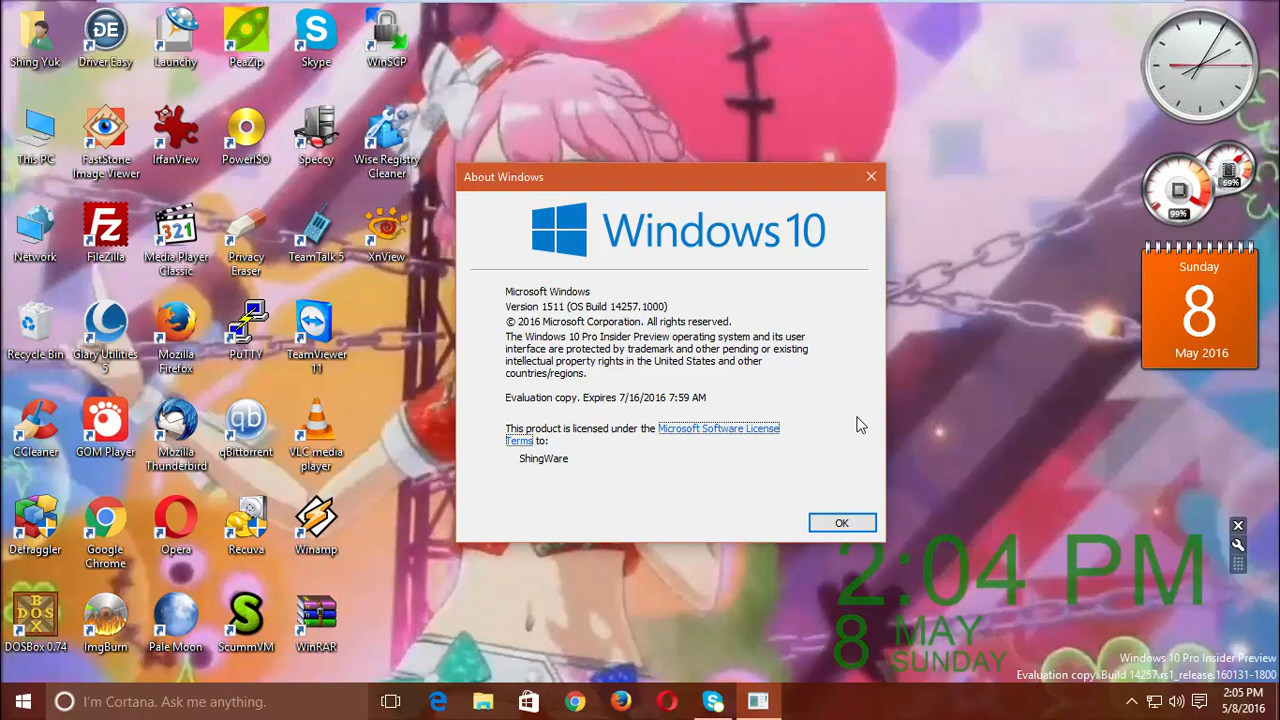 Shing Yuk
Driver Easy
Launchy
PeaZip
Skype
WinSCP
This PC
FastStone
Image Viewer
IrfanView
PowerISO
Speccy
Wise Registry
Cleaner
Network
FileZilla
321
Media Player
Classic
Privacy
Eraser
TeamTalk 5
XnView
Recycle Bin
Glary Utilities
5
Mozilla
Firefox
PuTTY
TeamViewer
11
CCleaner
GOM Player
Mozilla
Thunderbird
qb
qBittorrent
VLC media
player
Defraggler
Google
Chrome
Opera
Recuva
Winamp
DOSBox 0.74
ImgBurn
Pale Moon
ScummVM
WinRAR
About Windows
Windows 10
Microsoft Windows
Version 1511 (OS Build 14257.1000)
© 2016 Microsoft Corporation. All rights reserved.
The Windows 10 Pro Insider Preview operating system and its user
interface are protected by trademark and other pending or existing
intellectual property rights in the United States and other
countries/regions.
Evaluation copy. Expires 7/16/2016 7:59 AM
This product is licensed under the Microsoft Software License
Terms to:
ShingWare
OK
69%
99%
Sunday
8
May 2016
2:04 PM
8 MAY
SUNDAY
Windows 10 Pro Insider Preview
Evaluation copy. Build 14257.rs1_release.160131-1800
I'm Cortana. Ask me anything.
2:05 PM
5/8/2016